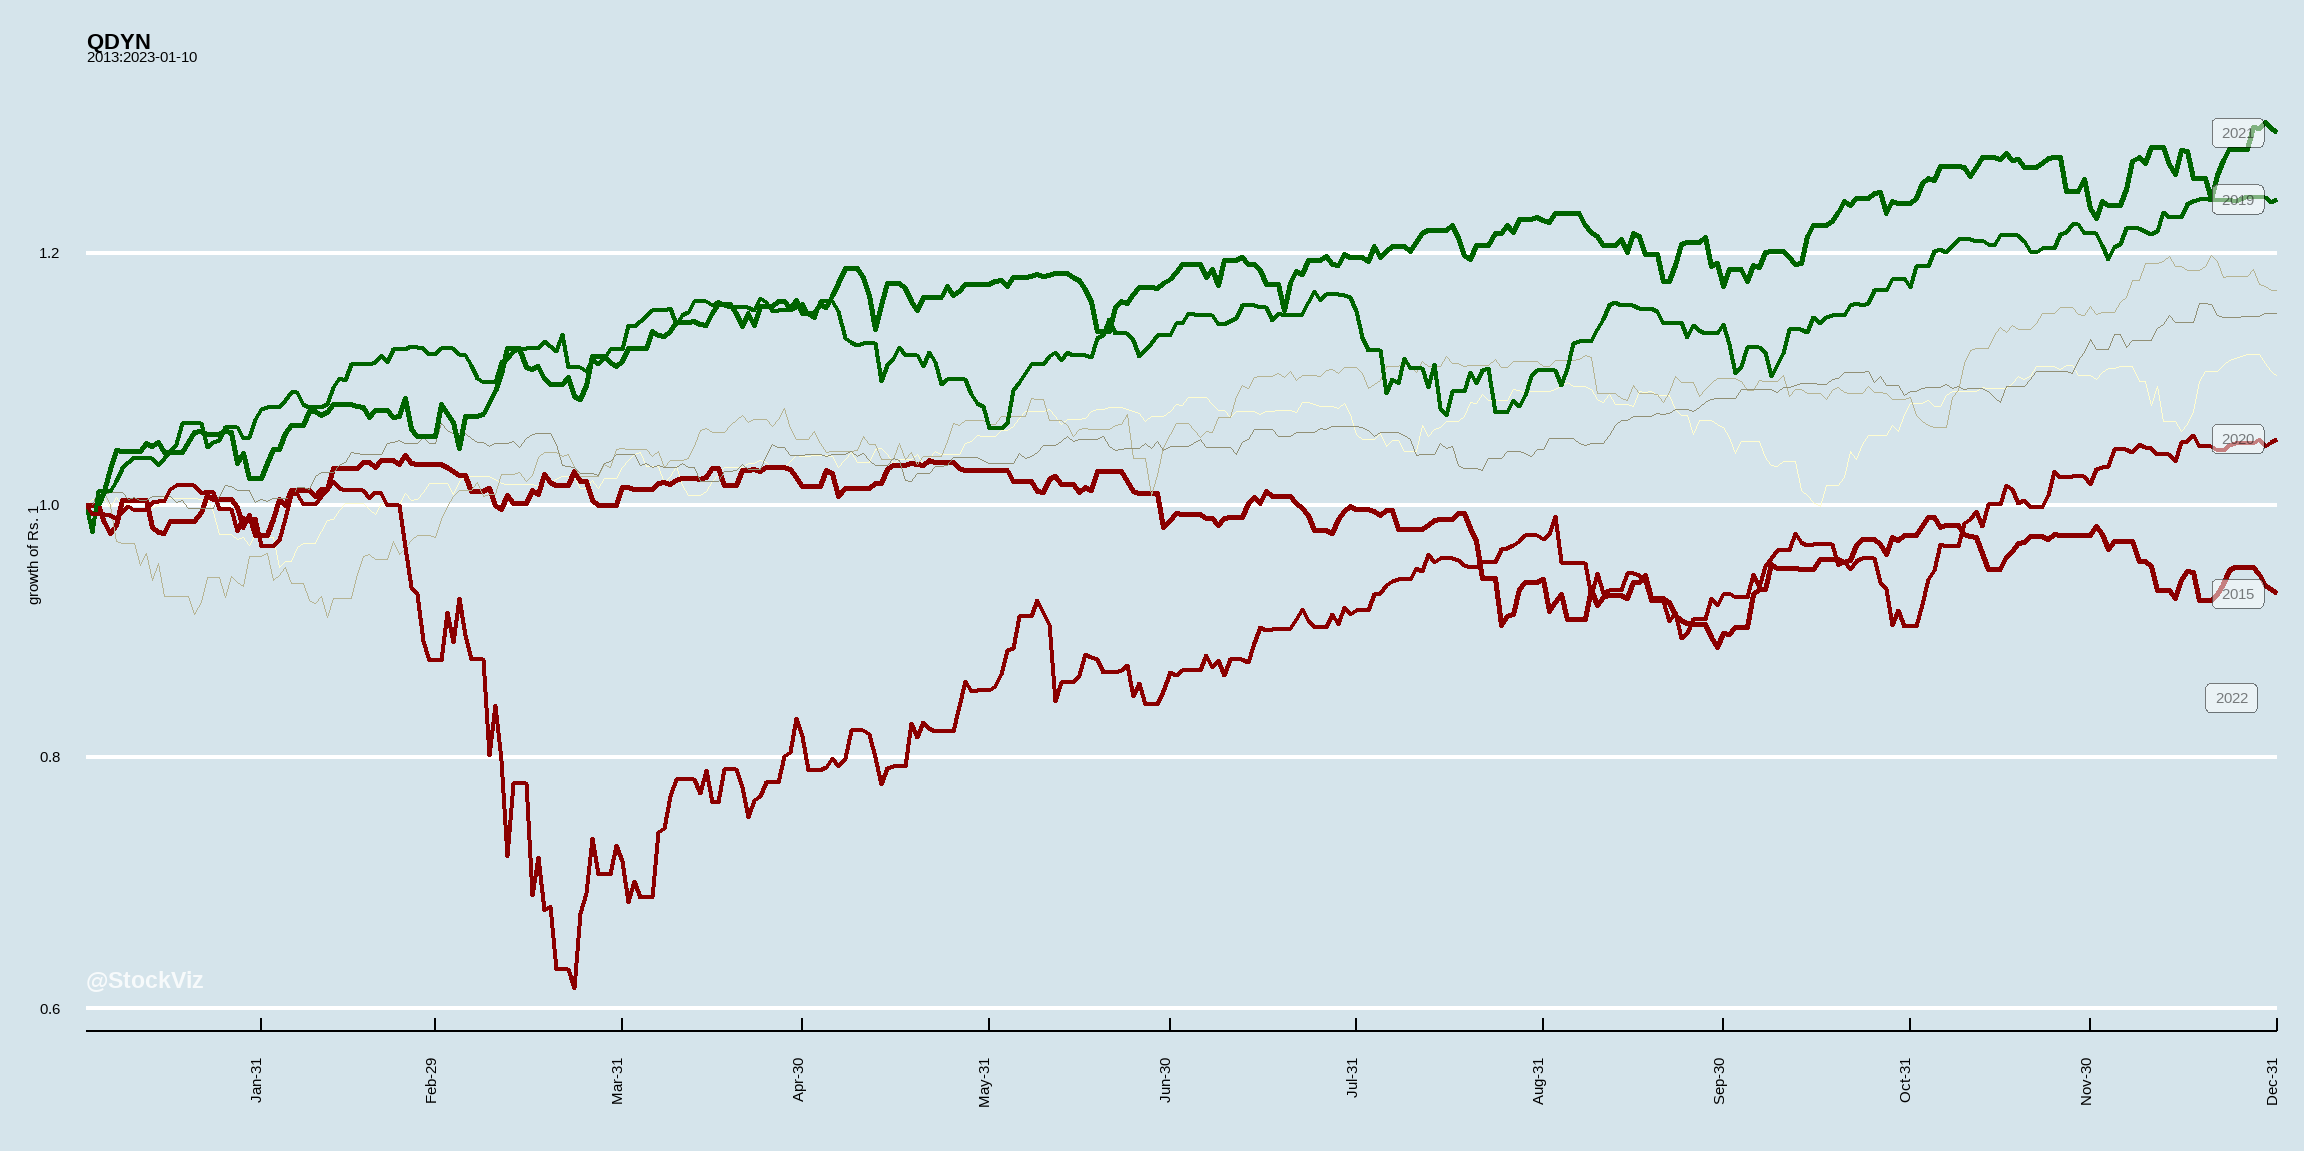 QDYN
2013:2023-01-10
2021
2019
1.2
2020
1.0
growth of Rs. 1
2015
2022
0.8
@StockViz
0.6
Jan-31
Feb-29
Mar-31
Apr-30
May-31
Jun-30
Jul-31
Aug-31
Sep-30
Oct-31
Nov-30
Dec-31